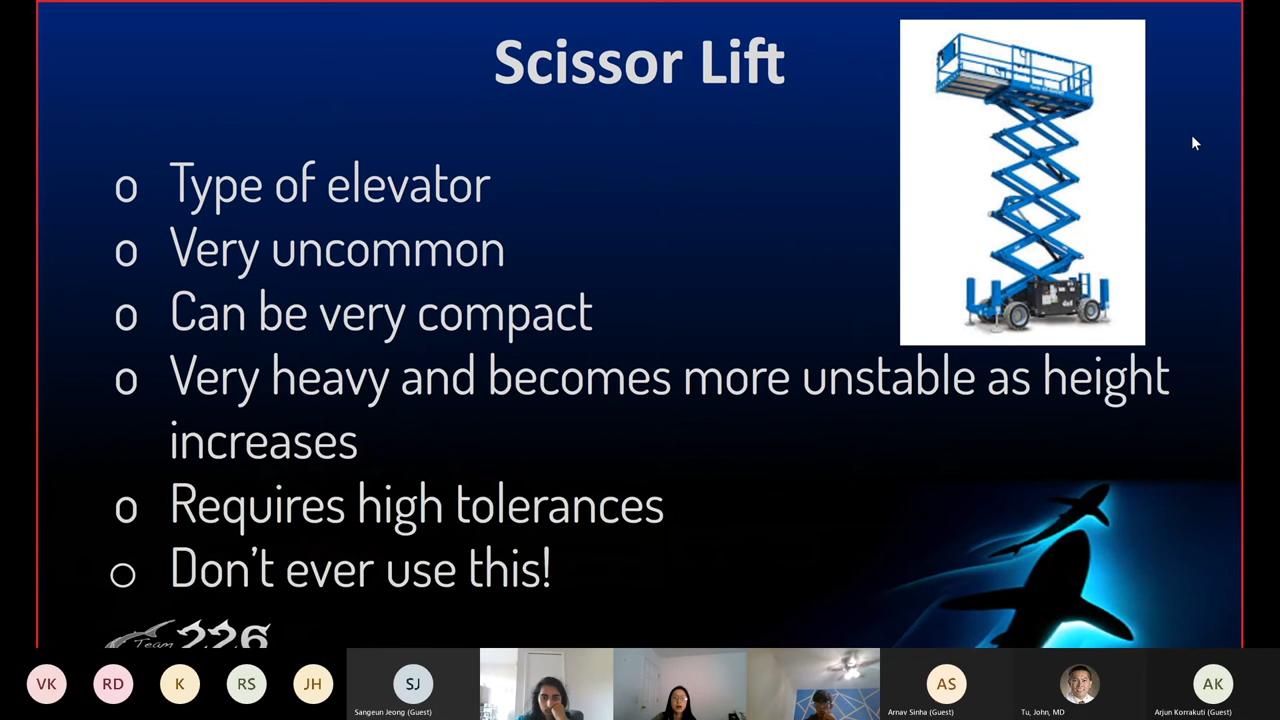 Scissor Lift
o Type of elevator
o Very uncommon
o Can be very compact
o Very heavy and becomes more unstable as height
increases
o Requires high tolerances
o Don't ever use this!
Team 226
VK
RD
K
RS
JH
SJ
Sangeun Jeong (Guest)
AS
Arnav Sinha (Guest)
Tu, John, MD
AK
Arjun Korrakuti (Guest)